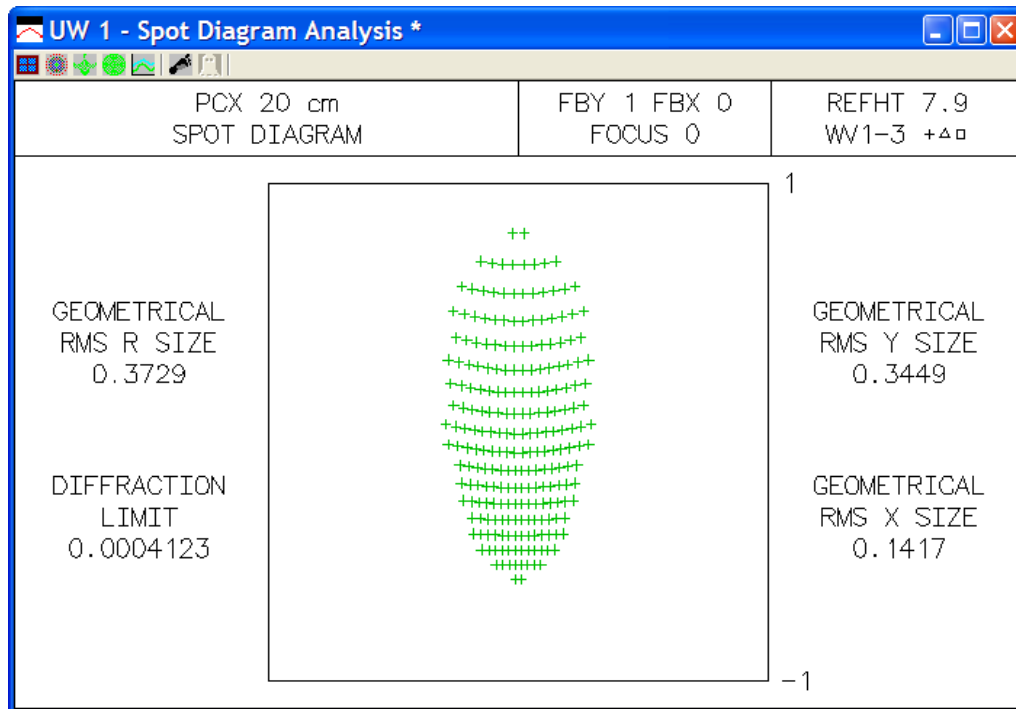 UW 1 - Spot Diagram Analysis *
PCX 20 cm
SPOT DIAGRAM
FBY 1 FBX 0
FOCUS 0
REFHT 7.9
WV1-3 +△□
1
GEOMETRICAL
RMS R SIZE
0.3729
GEOMETRICAL
RMS Y SIZE
0.3449
DIFFRACTION
LIMIT
0.0004123
GEOMETRICAL
RMS X SIZE
0.1417
-1